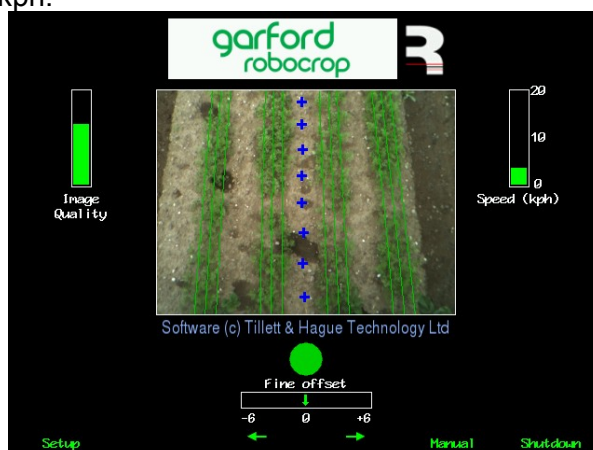 kph.
garford
robocrop
R
20
10
0
Image
Quality
Speed (kph)
Software (c) Tillett & Hague Technology Ltd
Fine offset
-6 0 +6
Setup Manual Shutdown